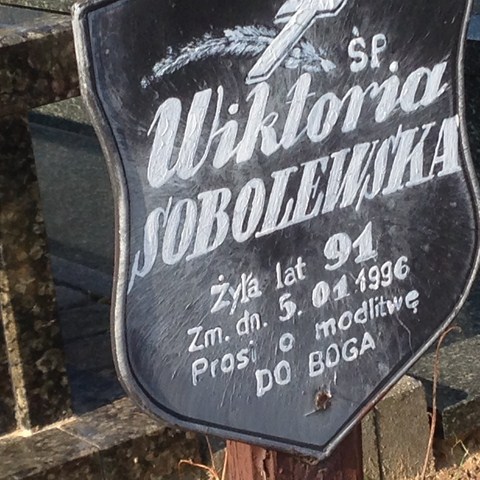 ŚP.
Wiktoria
SOBOLEWSKA
Żyła lat 91
Zm. dn. 5. 01 1996
Prosi o modlitwę
DO BOGA